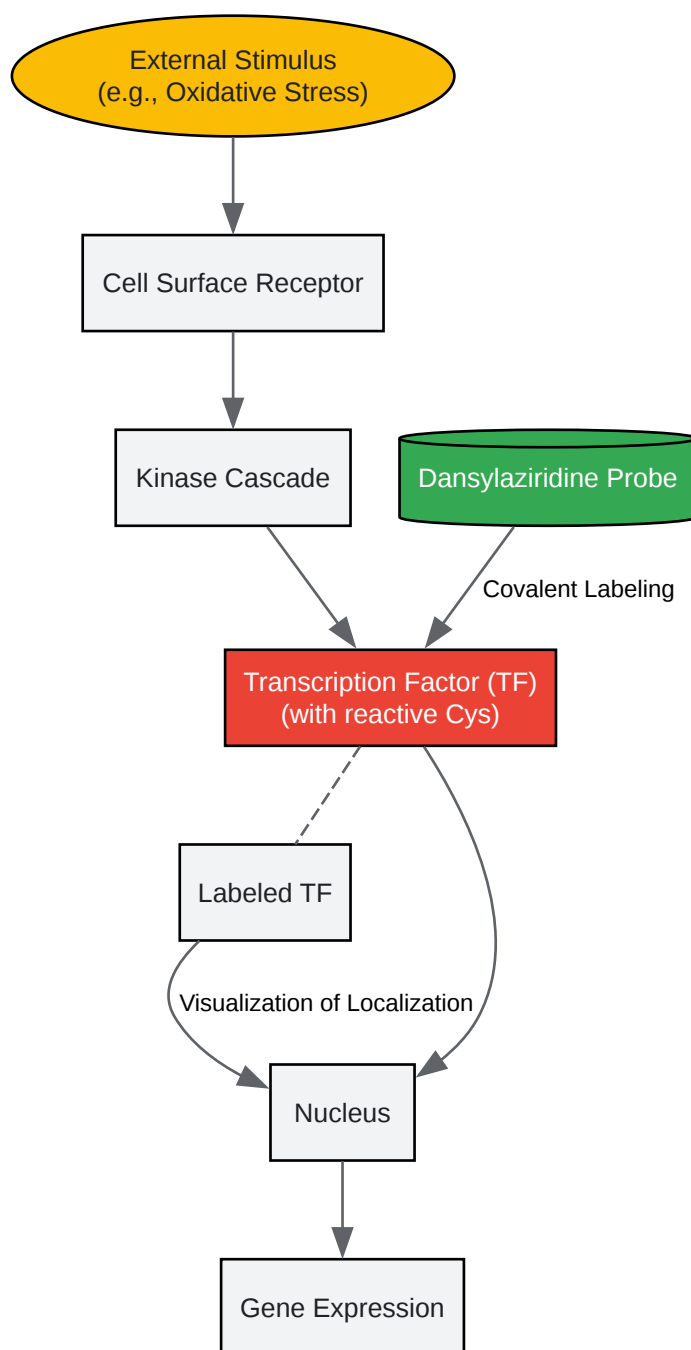 External Stimulus
(e.g., Oxidative Stress)
Cell Surface Receptor
Kinase Cascade
Dansylaziridine Probe
Covalent Labeling
Transcription Factor (TF)
(with reactive Cys)
Labeled TF
Visualization of Localization
Nucleus
Gene Expression